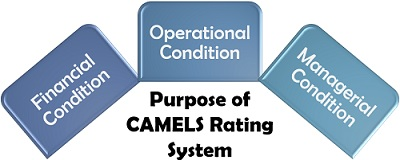 Financial
Condition
Operational
Condition
Managerial
Condition
Purpose of
CAMELS Rating
System